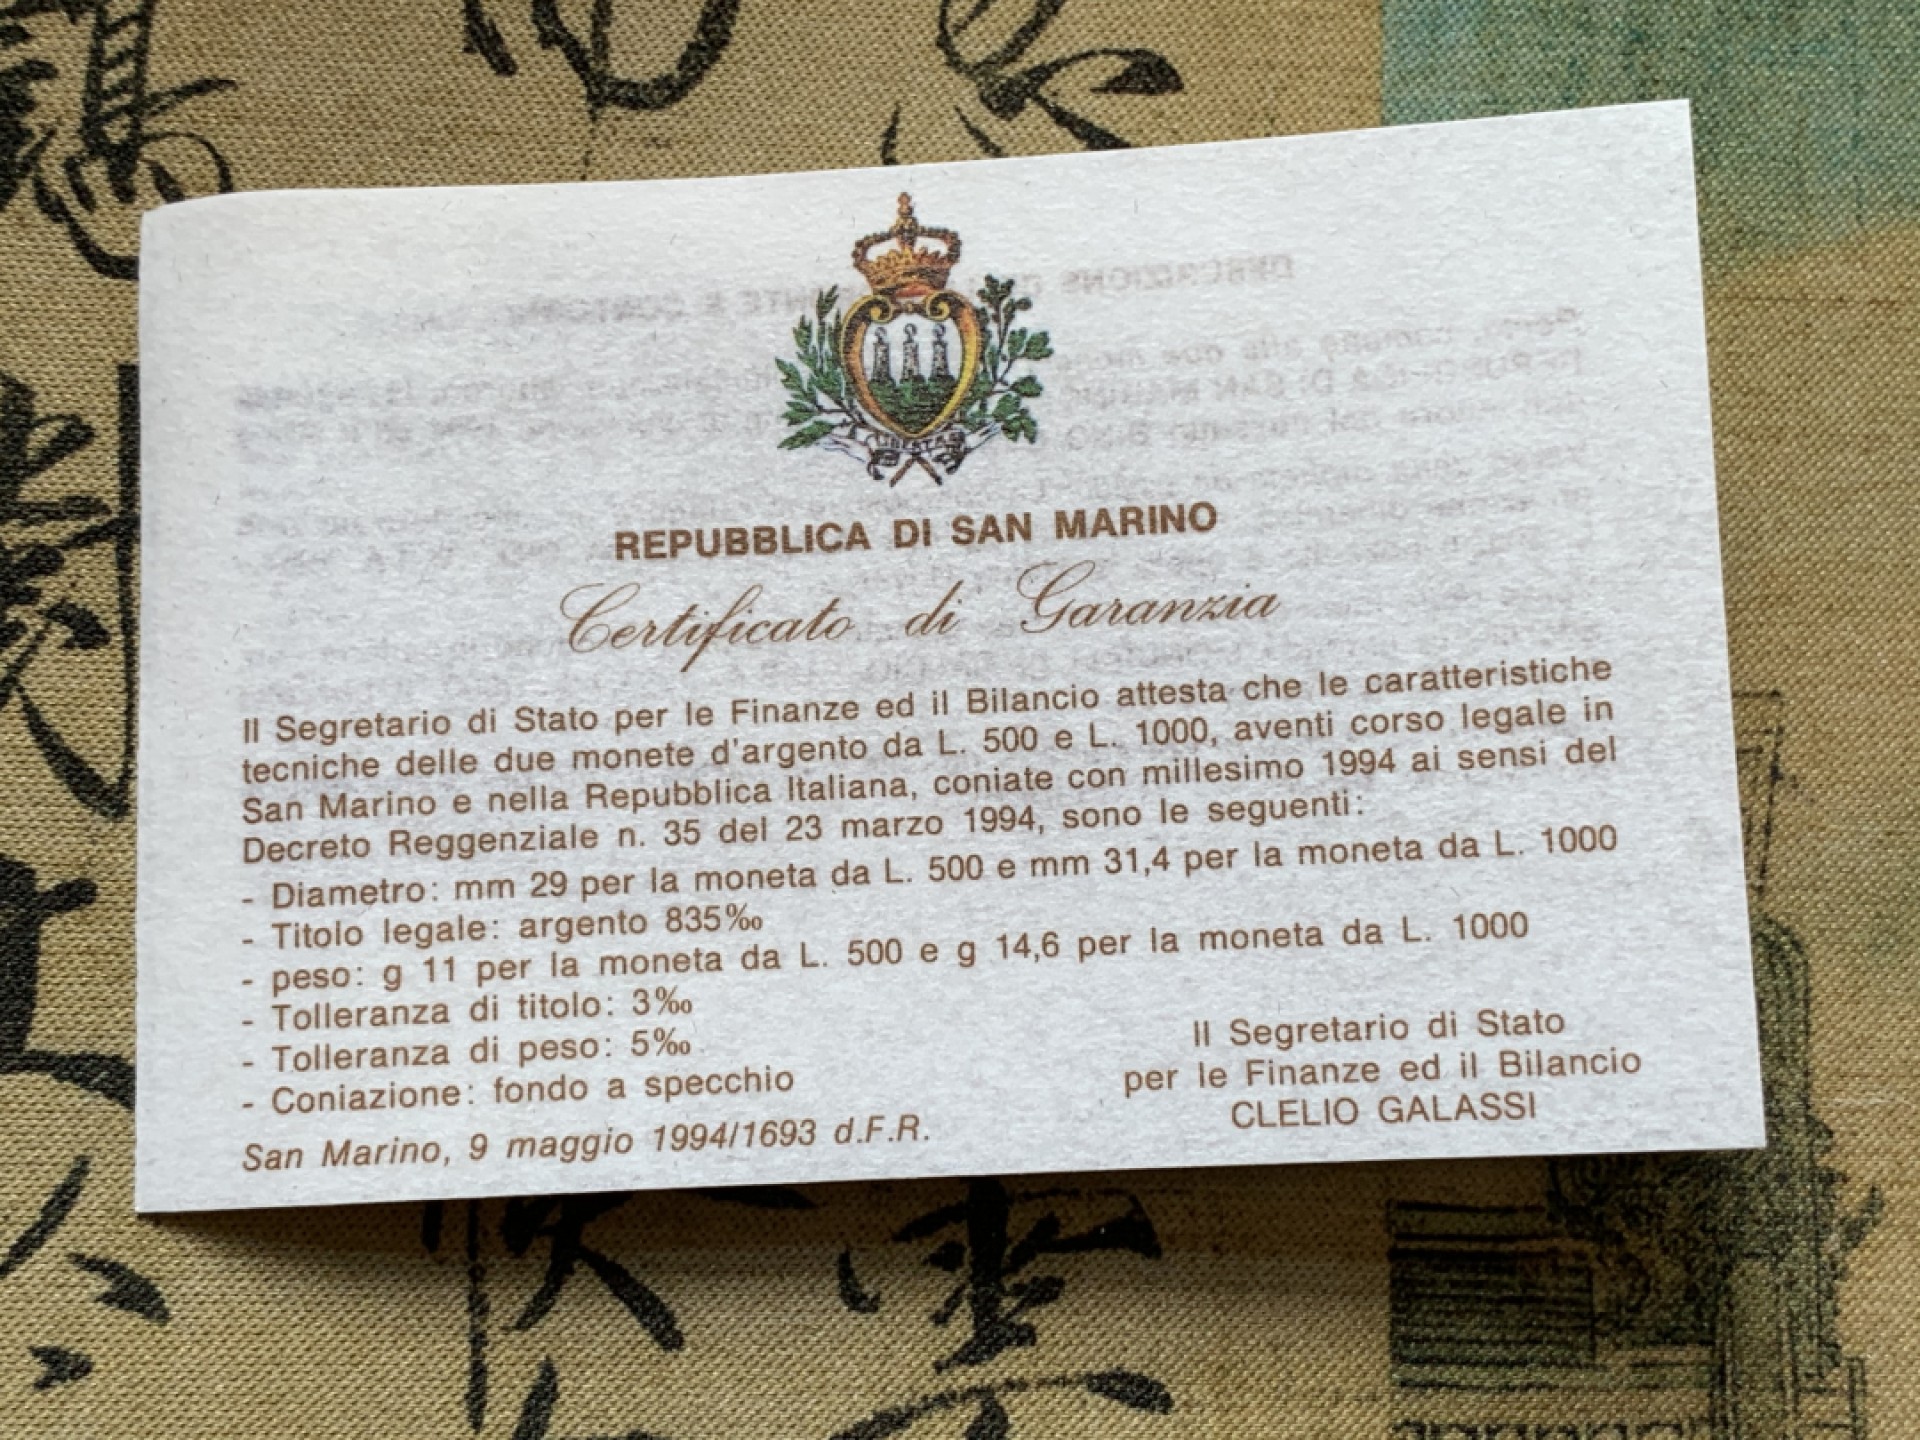 LIBERTAS
REPUBBLICA DI SAN MARINO
Certificato di Garanzia
Il Segretario di Stato per le Finanze ed il Bilancio attesta che le caratteristiche
tecniche delle due monete d'argento da L. 500 e L. 1000, aventi corso legale in
San Marino e nella Repubblica Italiana, coniate con millesimo 1994 ai sensi del
Decreto Reggenziale n. 35 del 23 marzo 1994, sono le seguenti:
- Diametro: mm 29 per la moneta da L. 500 e mm 31,4 per la moneta da L. 1000
- Titolo legale: argento 835‰
- peso: g 11 per la moneta da L. 500 e g 14,6 per la moneta da L. 1000
- Tolleranza di titolo: 3‰
- Tolleranza di peso: 5‰
- Coniazione: fondo a specchio
San Marino, 9 maggio 1994/1693 d.F.R.
Il Segretario di Stato
per le Finanze ed il Bilancio
CLELIO GALASSI